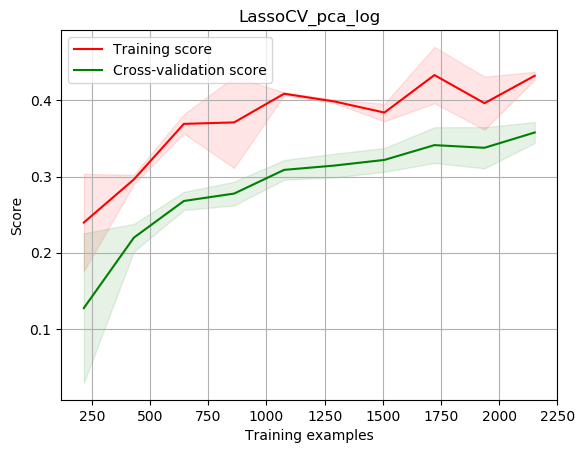 LassoCV_pca_log
Training score
Cross-validation score
0.4
0.3
0.2
0.1
Score
250
500
750
1000
1250
1500
1750
2000
2250
Training examples